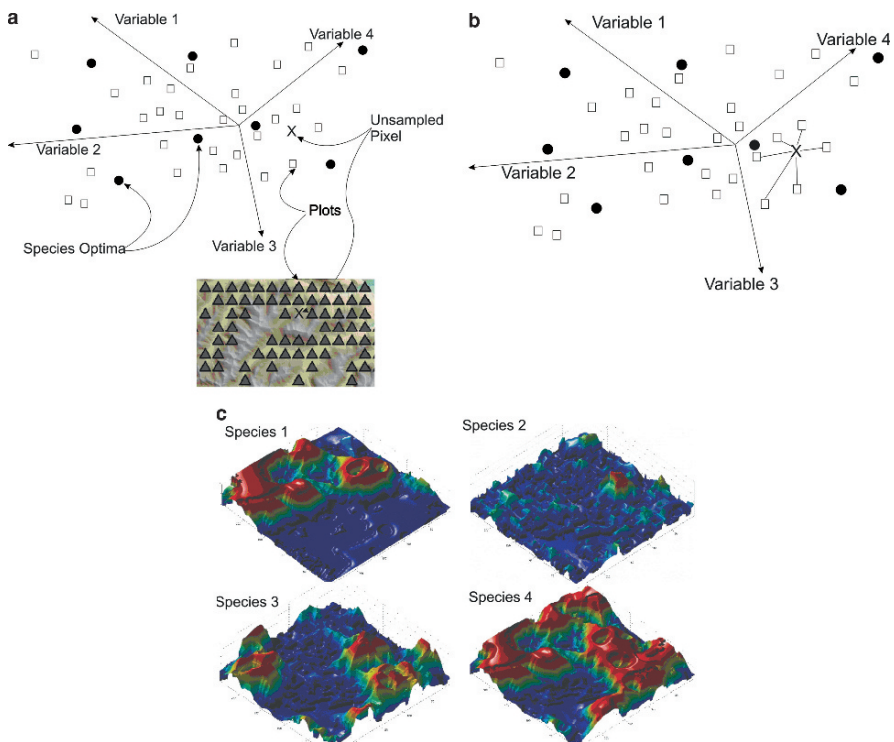 a
Variable 1
Variable 4
Unsampled
Pixel
X
Variable 2
Plots
Species Optima
Variable 3
X
b
Variable 1
Variable 4
X
Variable 2
Variable 3
c
Species 1
Species 2
Species 3
Species 4